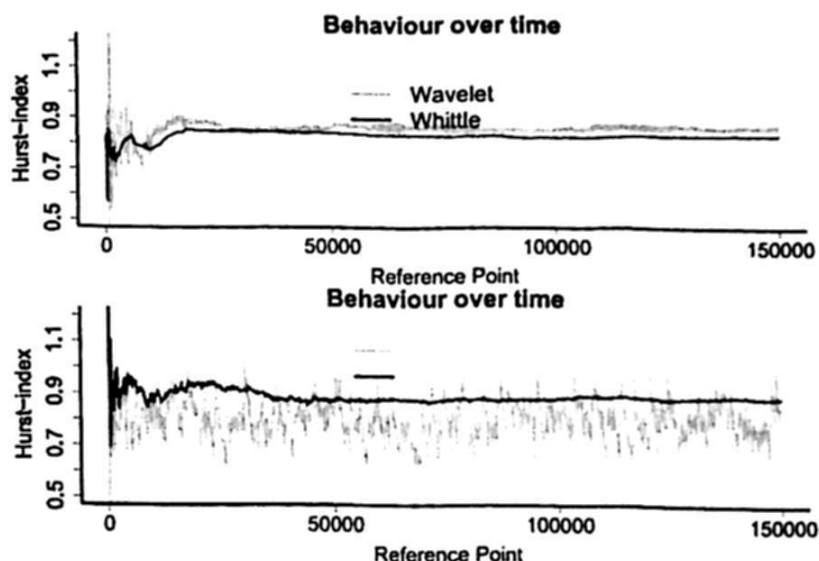 Behaviour over time
Hurst-index
1.1
0.9
0.7
0.5
Wavelet
Whittle
0
50000
100000
150000
Reference Point
Behaviour over time
Hurst-index
1.1
0.9
0.7
0.5
0
50000
100000
150000
Reference Point